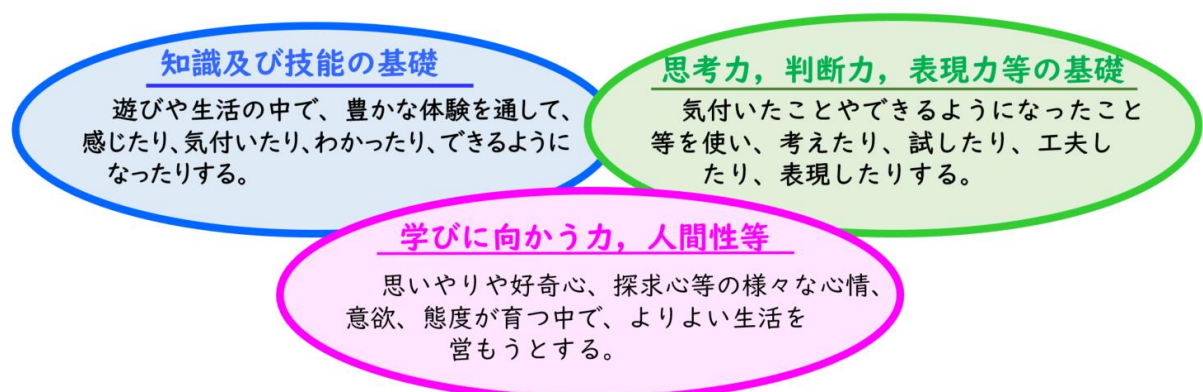 知識及び技能の基礎
遊びや生活の中で、豊かな体験を通して、
感じたり、気付いたり、わかったり、できるように
なったりする。
思考力，判断力，表現力等の基礎
気付いたことやできるようになったこと
等を使い、考えたり、試したり、工夫し
たり、表現したりする。
学びに向かう力，人間性等
思いやりや好奇心、探求心等の様々な心情、
意欲、態度が育つ中で、よりよい生活を
営もうとする。